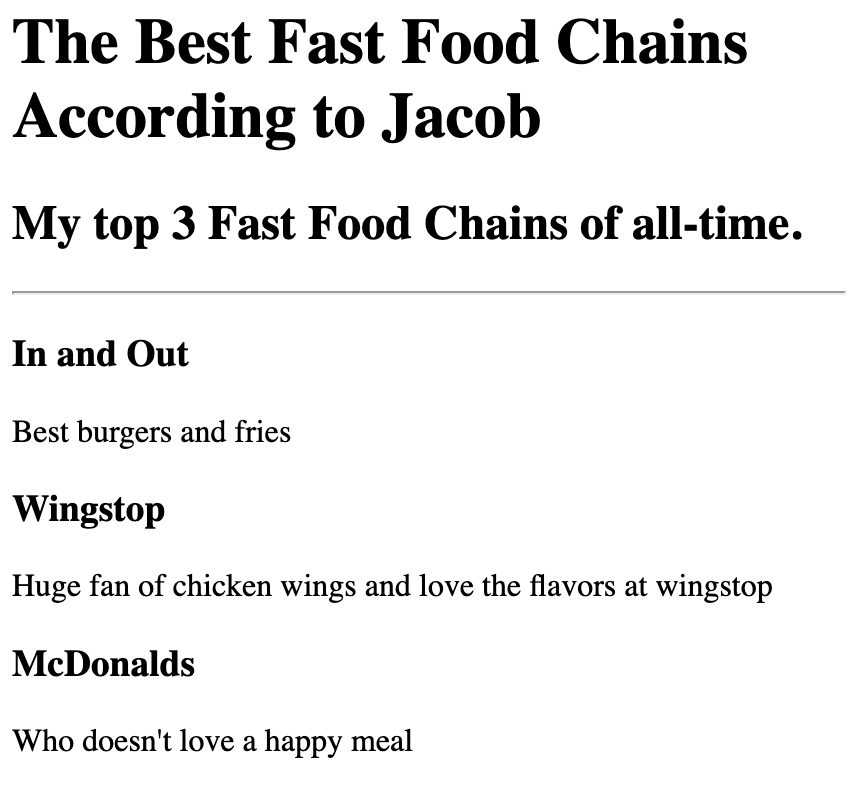 The Best Fast Food Chains
According to Jacob
My top 3 Fast Food Chains of all-time.
In and Out
Best burgers and fries
Wingstop
Huge fan of chicken wings and love the flavors at wingstop
McDonalds
Who doesn't love a happy meal